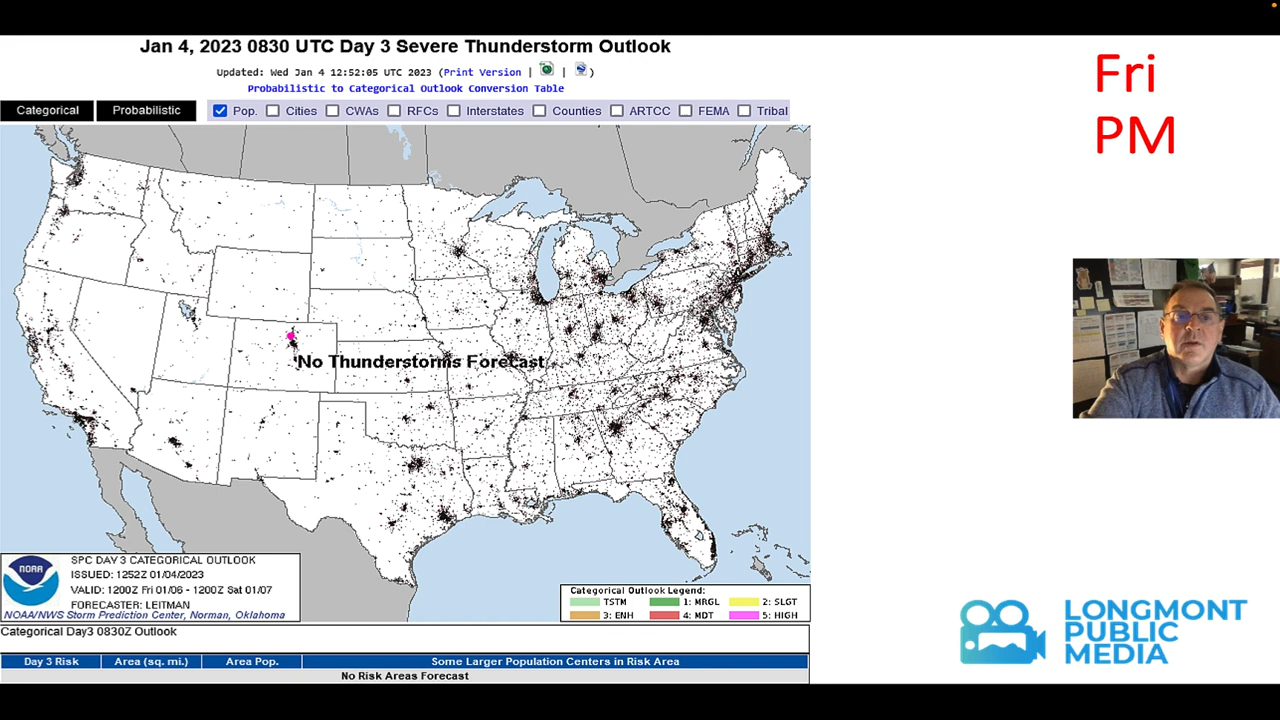 Jan 4, 2023 0830 UTC Day 3 Severe Thunderstorm Outlook
Updated: Wed Jan 4 12:52:05 UTC 2023 (Print Version | | )
Probabilistic to Categorical Outlook Conversion Table
Categorical Probabilistic Pop. Cities CWAs RFCs Interstates Counties ARTCC FEMA Tribal
Fri
PM
No Thunderstorms Forecast
NOAA
SPC DAY 3 CATEGORICAL OUTLOOK
ISSUED: 1252Z 01/04/2023
VALID: 1200Z Fri 01/06 - 1200Z Sat 01/07
FORECASTER: LEITMAN
NOAA/NWS Storm Prediction Center, Norman, Oklahoma
Categorical Outlook Legend:
TSTM 1: MRGL 2: SLGT
3: ENH 4: MDT 5: HIGH
Categorical Day3 0830Z Outlook
Day 3 Risk Area (sq. mi.) Area Pop. Some Larger Population Centers in Risk Area
No Risk Areas Forecast
LONGMONT
PUBLIC
MEDIA